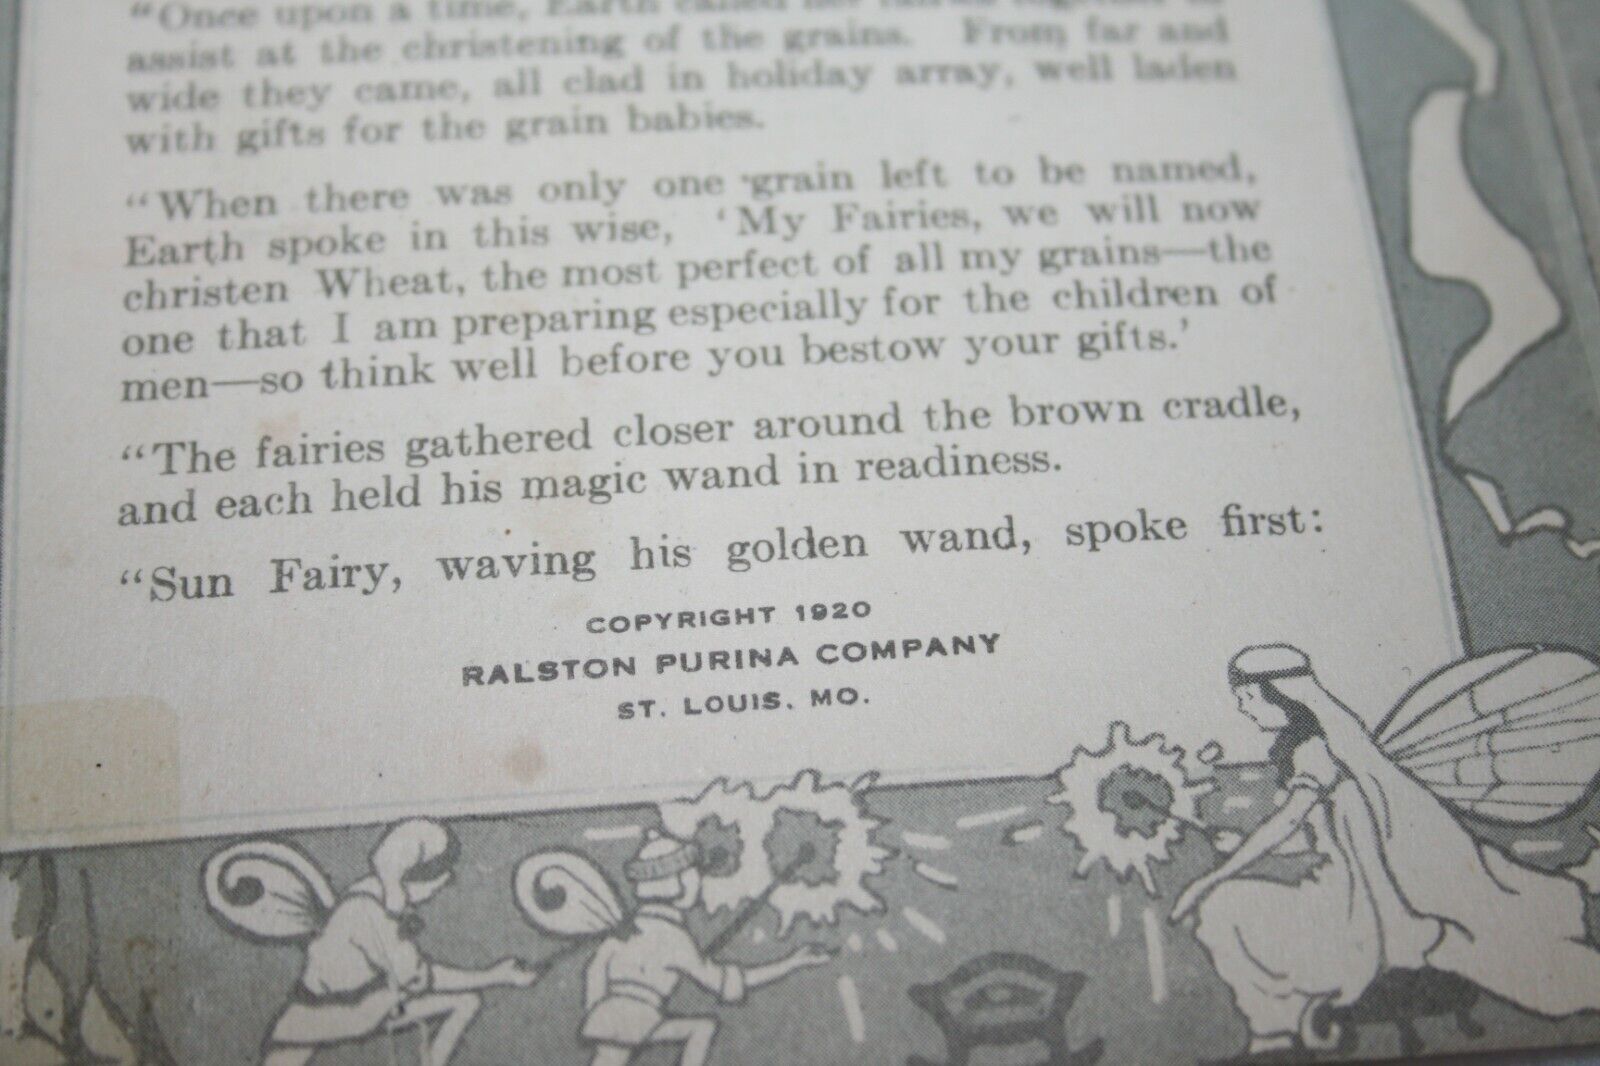 "Once upon a time, Earth called her fairies together to
assist at the christening of the grains. From far and
wide they came, all clad in holiday array, well laden
with gifts for the grain babies.
"When there was only one grain left to be named,
Earth spoke in this wise, 'My Fairies, we will now
christen Wheat, the most perfect of all my grains—the
one that I am preparing especially for the children of
men—so think well before you bestow your gifts.'
"The fairies gathered closer around the brown cradle,
and each held his magic wand in readiness.
"Sun Fairy, waving his golden wand, spoke first:
COPYRIGHT 1920
RALSTON PURINA COMPANY
ST. LOUIS. MO.